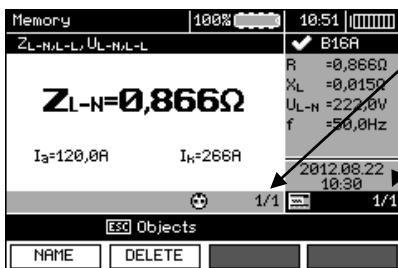 Memory 100% 10:51
ZL-N,L-L, UL-N,L-L B16A
R =0,866Ω
XL =0,015Ω
ZL-N=0,866Ω
UL-N =222,0V
f =50,0Hz
Ia=120,0A IK=266A
2012.08.22
10:30
1/1 1/1
ESC Objects
NAME DELETE